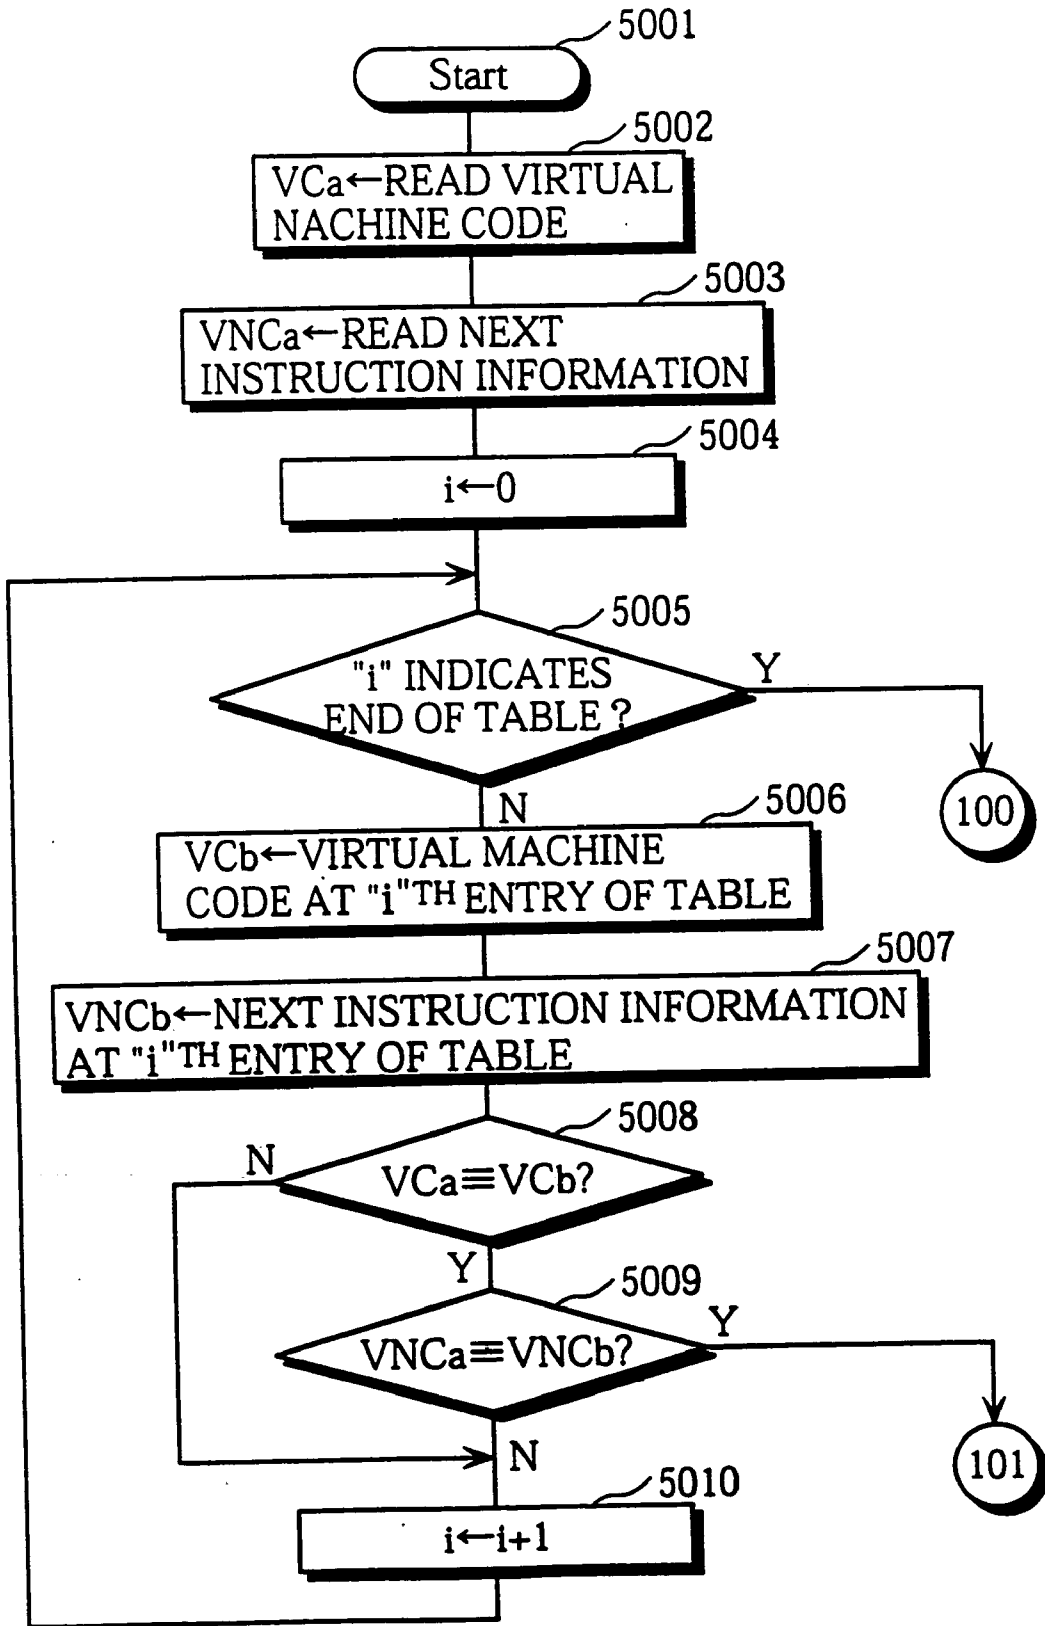 5001
Start
5002
VCa←READ VIRTUAL
NACHINE CODE
5003
VNCa←READ NEXT
INSTRUCTION INFORMATION
5004
i←0
5005
"i" INDICATES
END OF TABLE ?
Y
100
N
5006
VCb←VIRTUAL MACHINE
CODE AT "i"TH ENTRY OF TABLE
5007
VNCb←NEXT INSTRUCTION INFORMATION
AT "i"TH ENTRY OF TABLE
5008
N
VCa≡VCb?
Y
5009
VNCa≡VNCb?
Y
101
N
5010
i←i+1